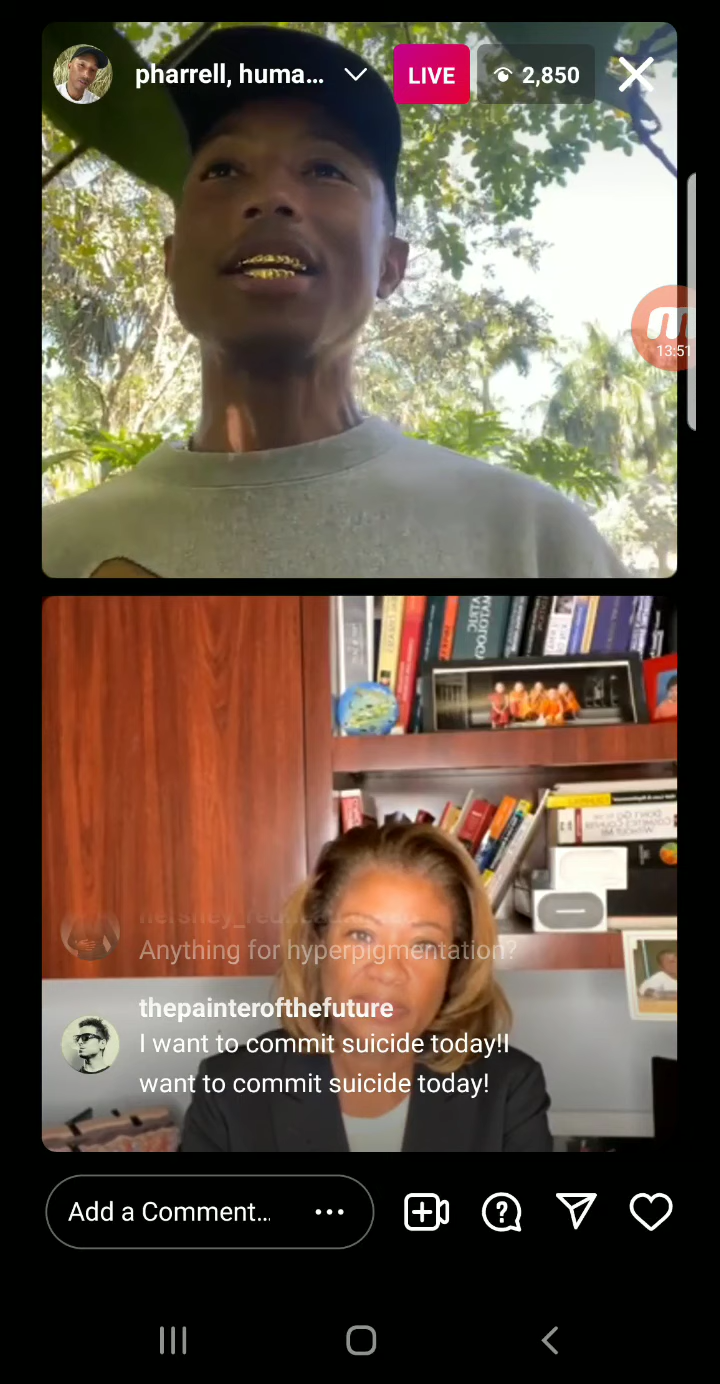 pharrell, huma...
LIVE
2,850
13:51
Anything for hyperpigmentation?
thepainterofthefuture
I want to commit suicide today!I
want to commit suicide today!
Add a Comment...